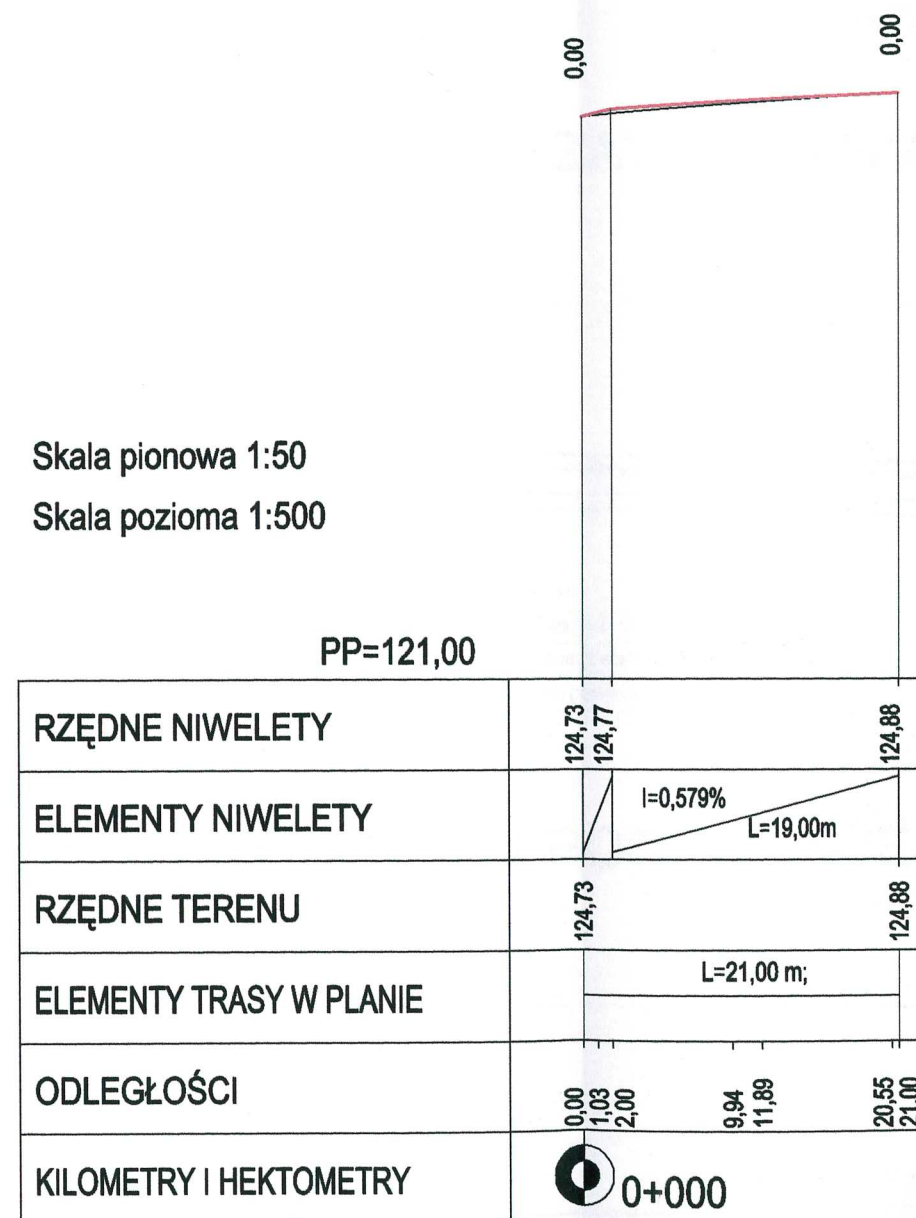 0,00
0,00
Skala pionowa 1:50
Skala pozioma 1:500
PP=121,00
RZĘDNE NIWELETY
124,73
124,77
124,88
ELEMENTY NIWELETY
I=0,579%
L=19,00m
RZĘDNE TERENU
124,73
124,88
ELEMENTY TRASY W PLANIE
L=21,00 m;
ODLEGŁOŚCI
0,00
1,03
2,00
9,94
11,89
20,55
21,00
KILOMETRY I HEKTOMETRY
0+000